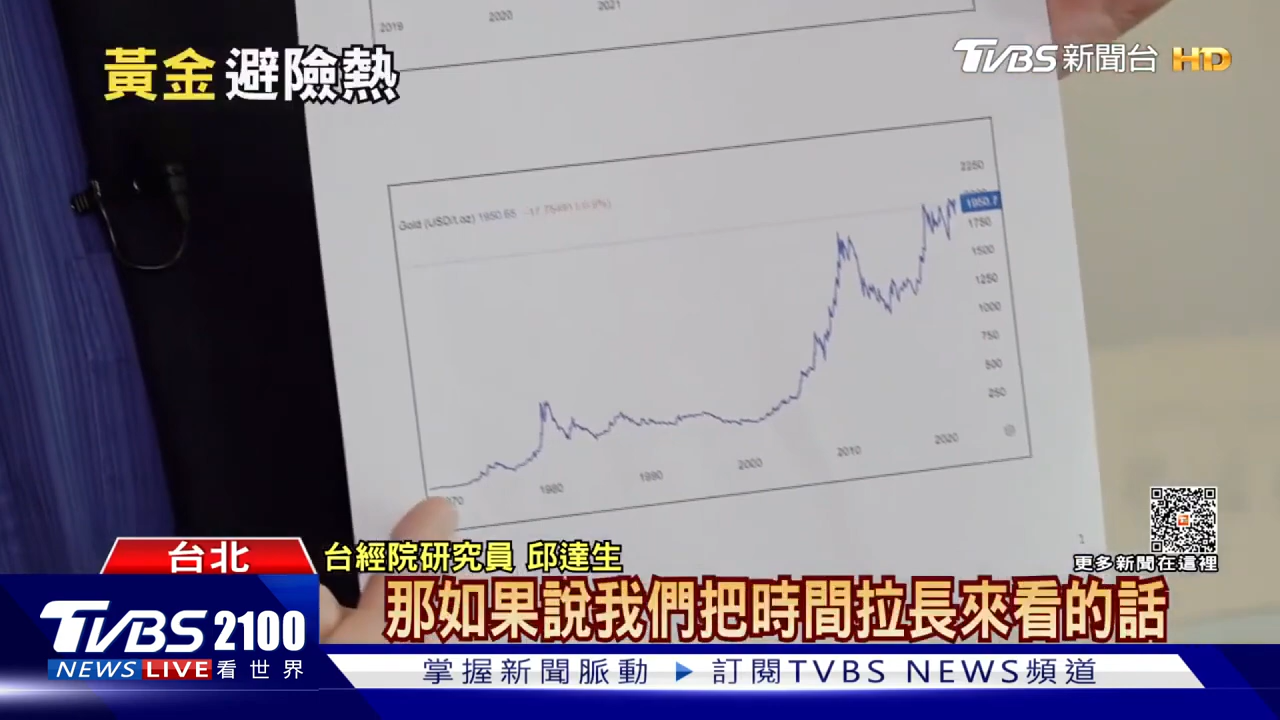 2019 2020 2021
黃金避險熱
TVBS新聞台 HD
Gold (USD/t.oz) 1950.65
2250
1950.7
1750
1500
1250
1000
750
500
250
1980 1990 2000 2010 2020
1
更多新聞在這裡
台北
台經院研究員 邱達生
那如果說我們把時間拉長來看的話
TVBS 2100
NEWS LIVE 看世界
掌握新聞脈動 ▶ 訂閱TVBS NEWS頻道